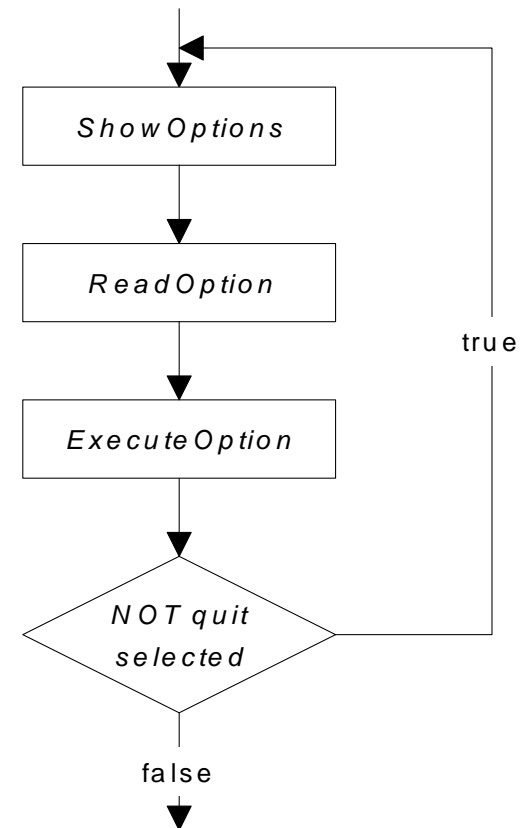 ShowOptions
ReadOption
true
ExecuteOption
NOT quit
selected
false